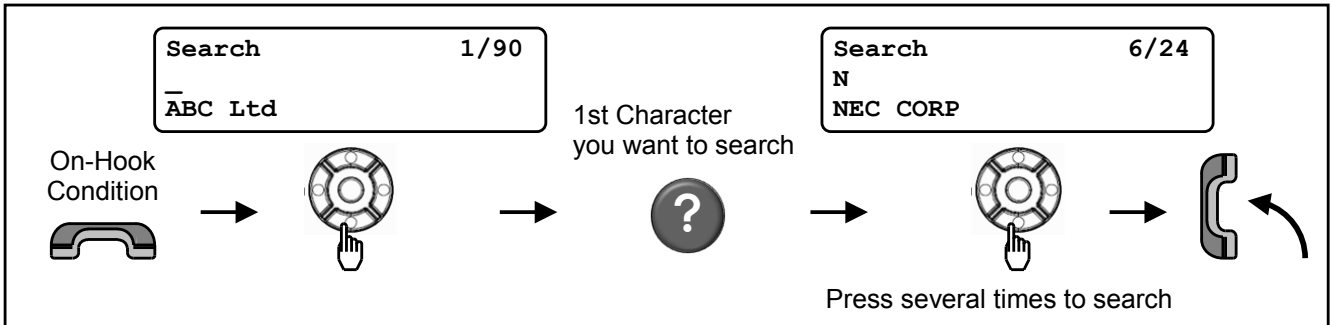 Search 1/90
_
ABC Ltd
On-Hook
Condition
1st Character
you want to search
?
Search 6/24
N
NEC CORP
Press several times to search